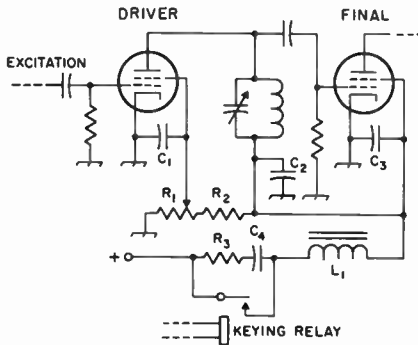 DRIVER
FINAL
EXCITATION
C1
C2
C3
R1
R2
R3
C4
L1
+
KEYING RELAY